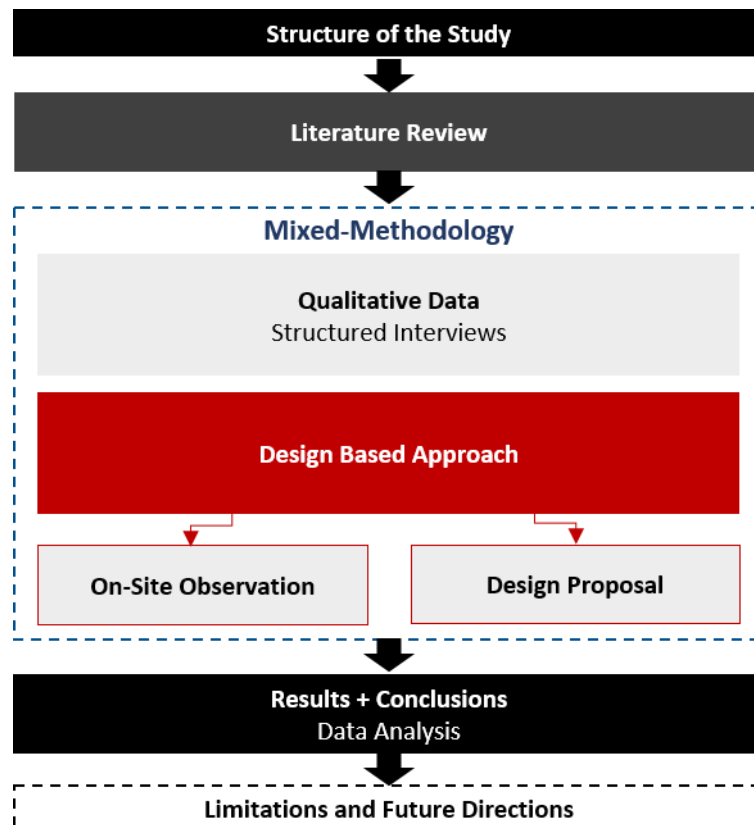 Structure of the Study
Literature Review
Mixed-Methodology
Qualitative Data
Structured Interviews
Design Based Approach
On-Site Observation
Design Proposal
Results + Conclusions
Data Analysis
Limitations and Future Directions